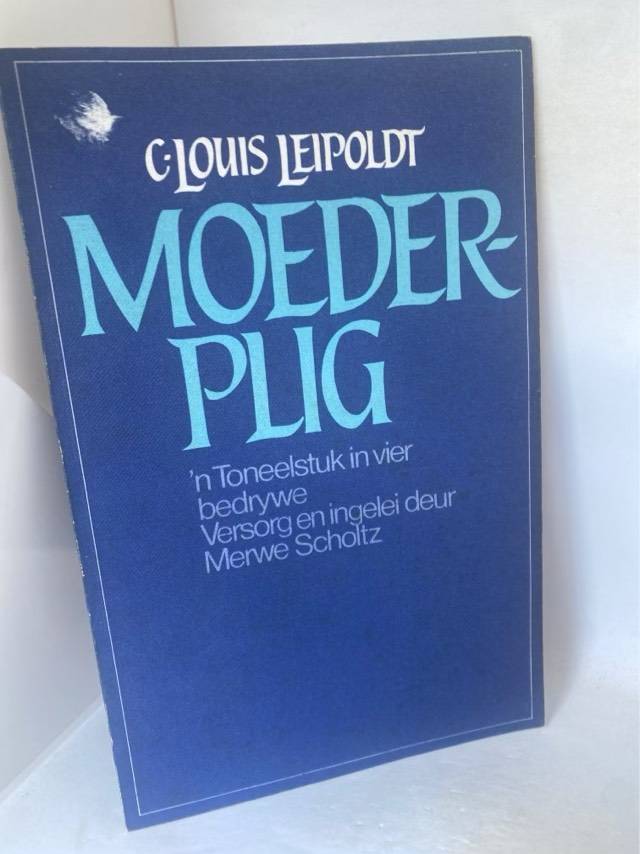 C. LOUIS LEIPOLDT
MOEDER-
PLIG
'n Toneelstuk in vier
bedrywe
Versorg en ingelei deur
Merwe Scholtz